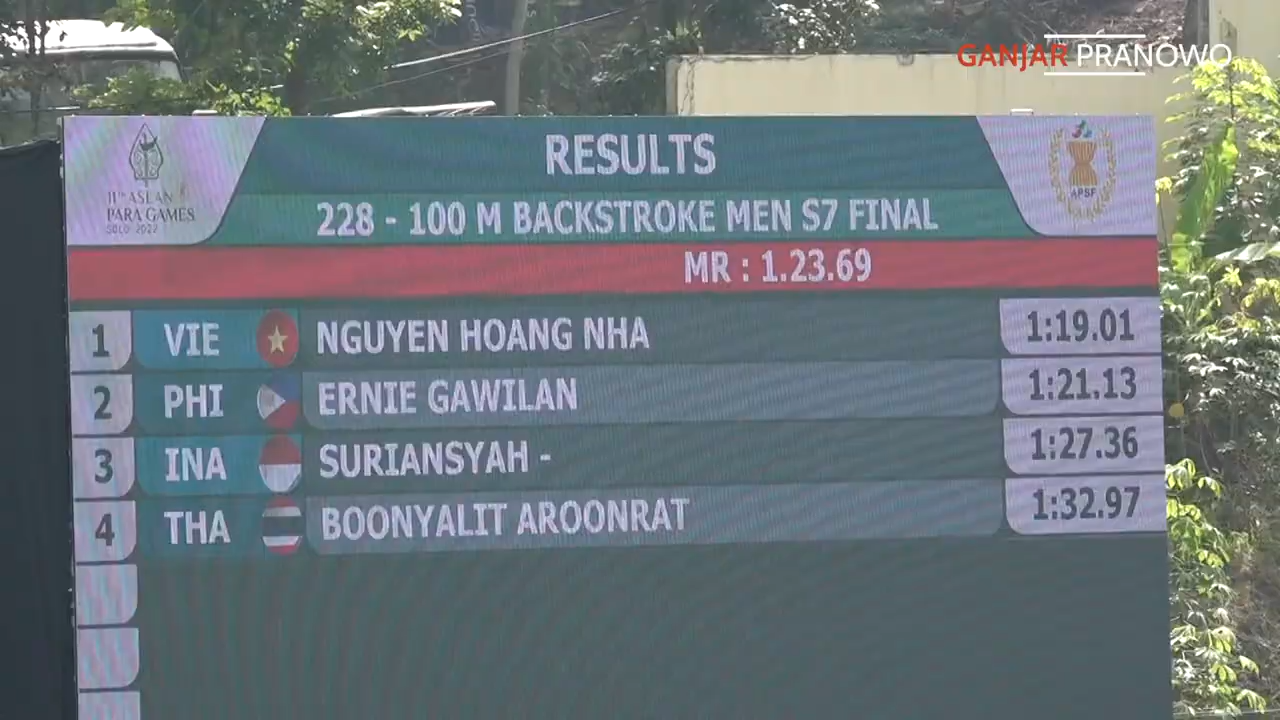 GANJAR PRANOWO
11TH ASEAN
PARA GAMES
SOLO 2022
RESULTS
APSF
228 - 100 M BACKSTROKE MEN S7 FINAL
MR : 1.23.69
1 VIE NGUYEN HOANG NHA 1:19.01
2 PHI ERNIE GAWILAN 1:21.13
3 INA SURIANSYAH - 1:27.36
4 THA BOONYALIT AROONRAT 1:32.97